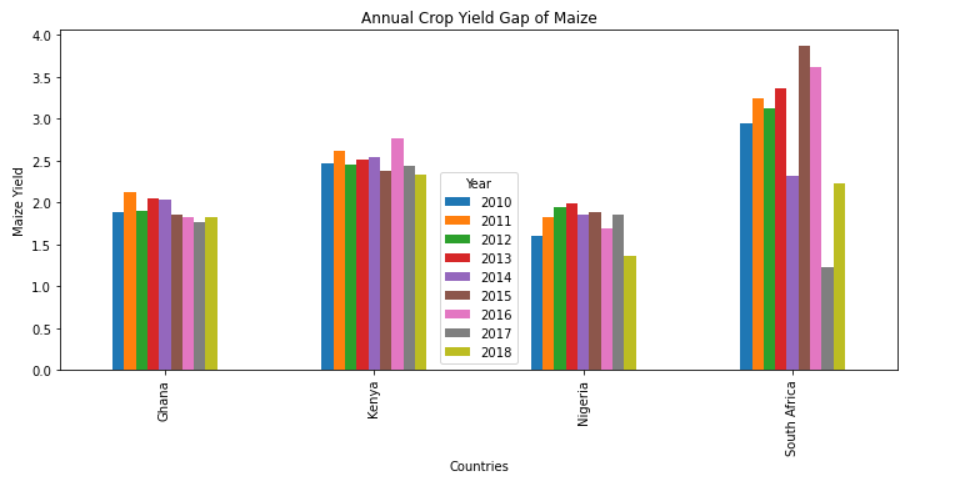 Annual Crop Yield Gap of Maize
Maize Yield
4.0
3.5
3.0
2.5
2.0
1.5
1.0
0.5
0.0
Year
2010
2011
2012
2013
2014
2015
2016
2017
2018
Ghana
Kenya
Nigeria
South Africa
Countries